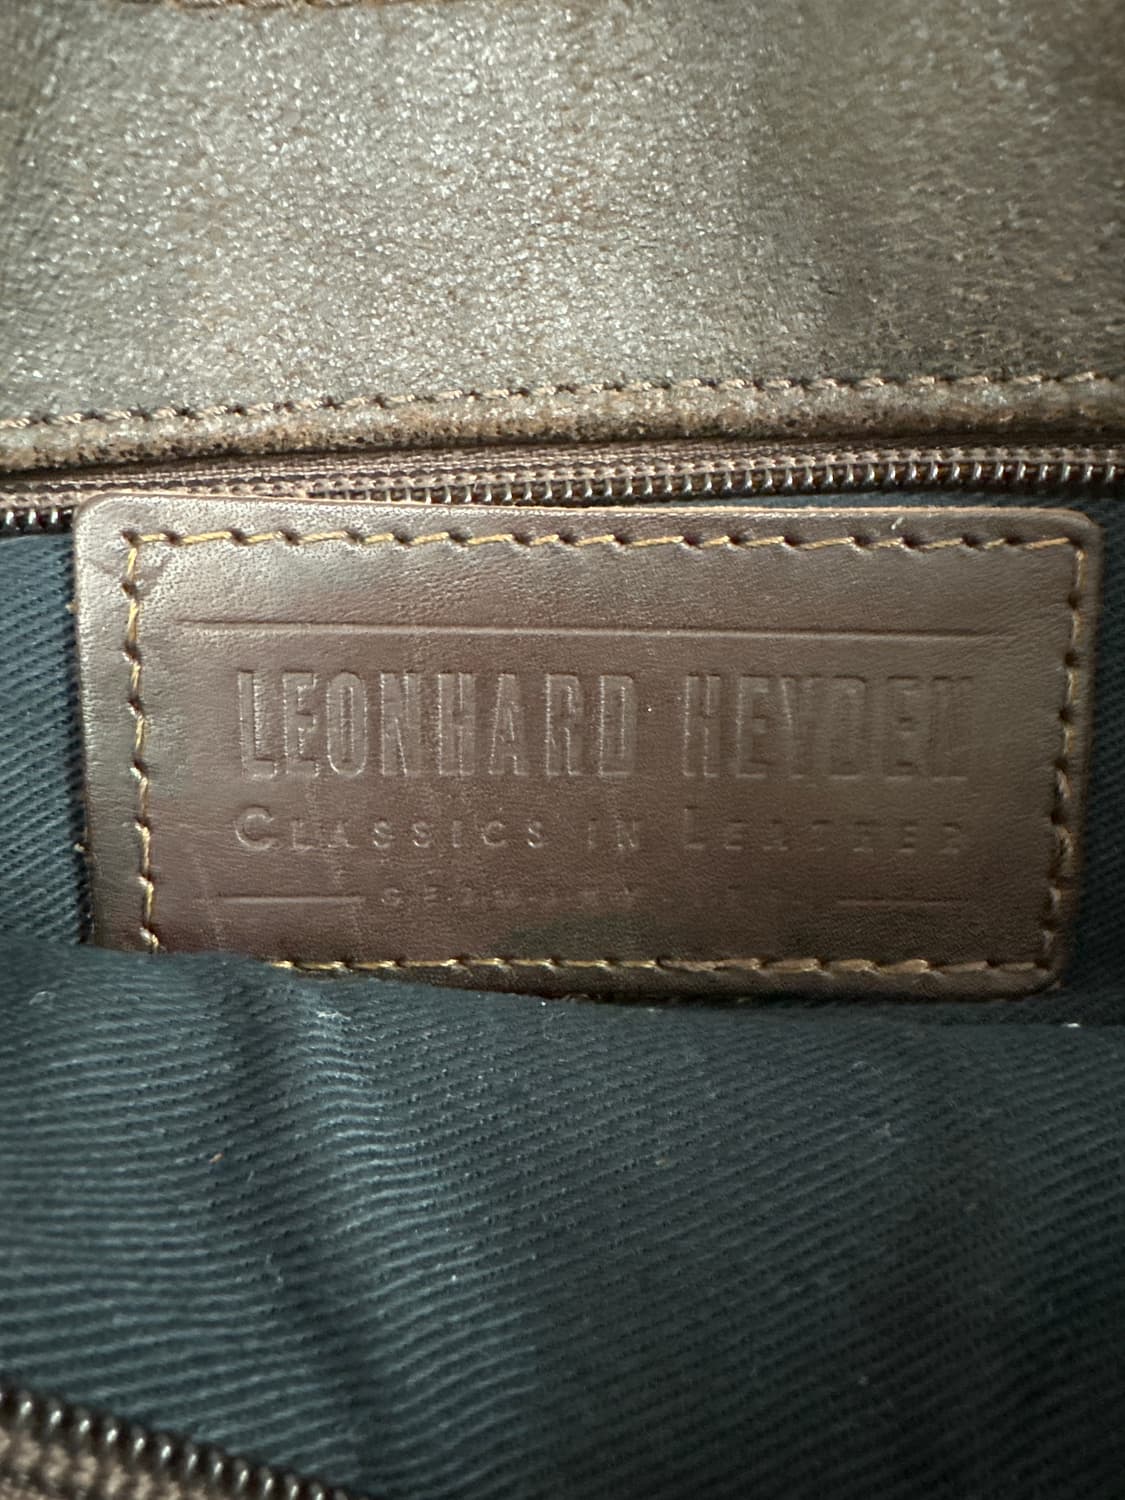 LEONHARD HEYDEN
CLASSICS IN LEATHER
GERMANY